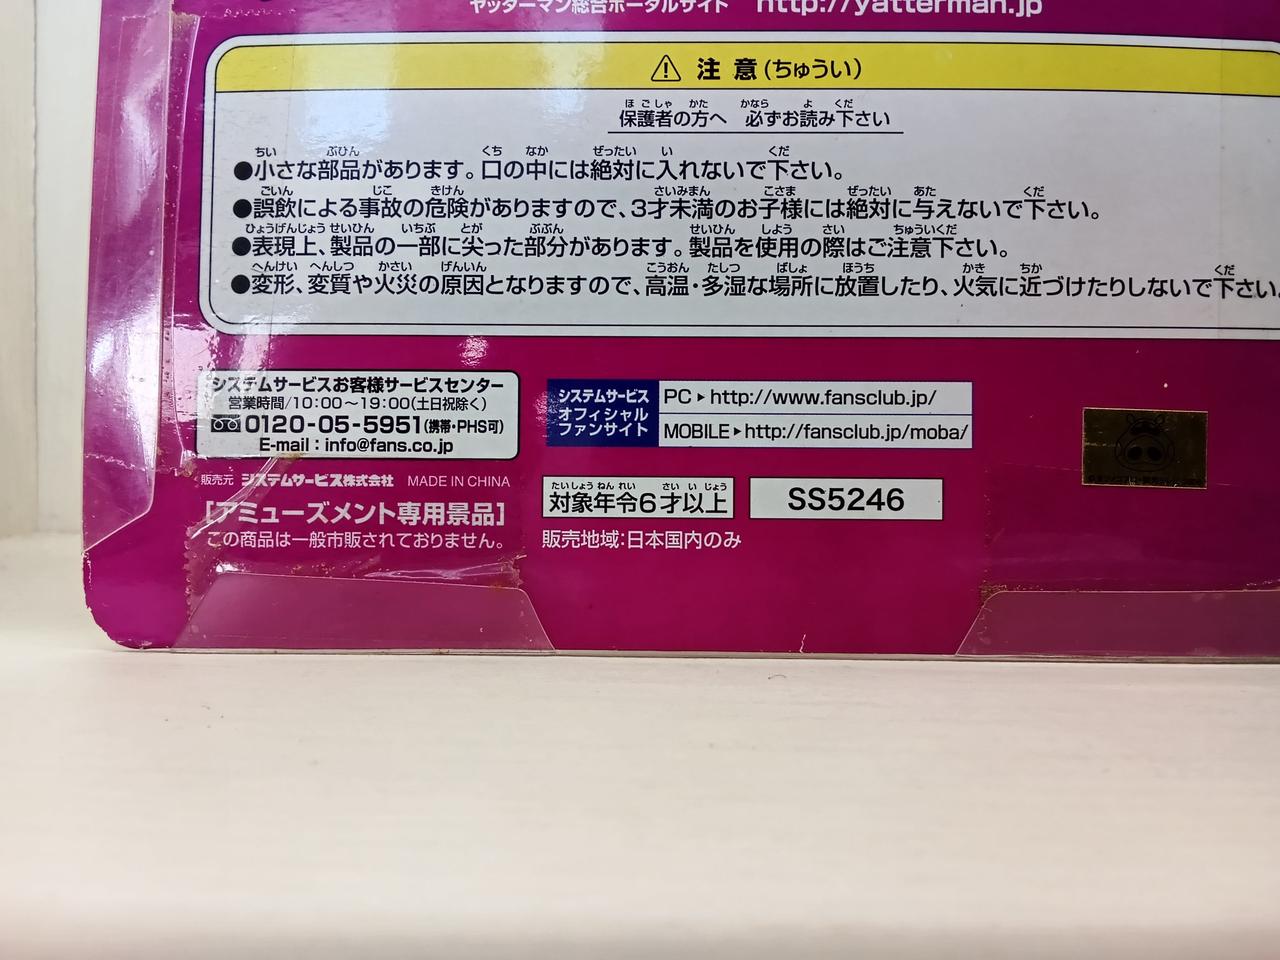 ヤッターマン総合ポータルサイト http://yatterman.jp
⚠ 注意(ちゅうい)
保護者の方へ 必ずお読み下さい
●小さな部品があります。口の中には絶対に入れないで下さい。
●誤飲による事故の危険がありますので、3才未満のお子様には絶対に与えないで下さい。
●表現上、製品の一部に尖った部分があります。製品を使用の際はご注意下さい。
●変形、変質や火災の原因となりますので、高温・多湿な場所に放置したり、火気に近づけたりしないで下さい。
システムサービスお客様サービスセンター
営業時間/10:00〜19:00(土日祝除く)
0120-05-5951(携帯・PHS可)
E-mail:info@fans.co.jp
システムサービス
オフィシャル
ファンサイト
PC▶http://www.fansclub.jp/
MOBILE▶http://fansclub.jp/moba/
販売元 システムサービス株式会社 MADE IN CHINA
[アミューズメント専用景品]
この商品は一般市販されておりません。
対象年令6才以上
SS5246
販売地域:日本国内のみ